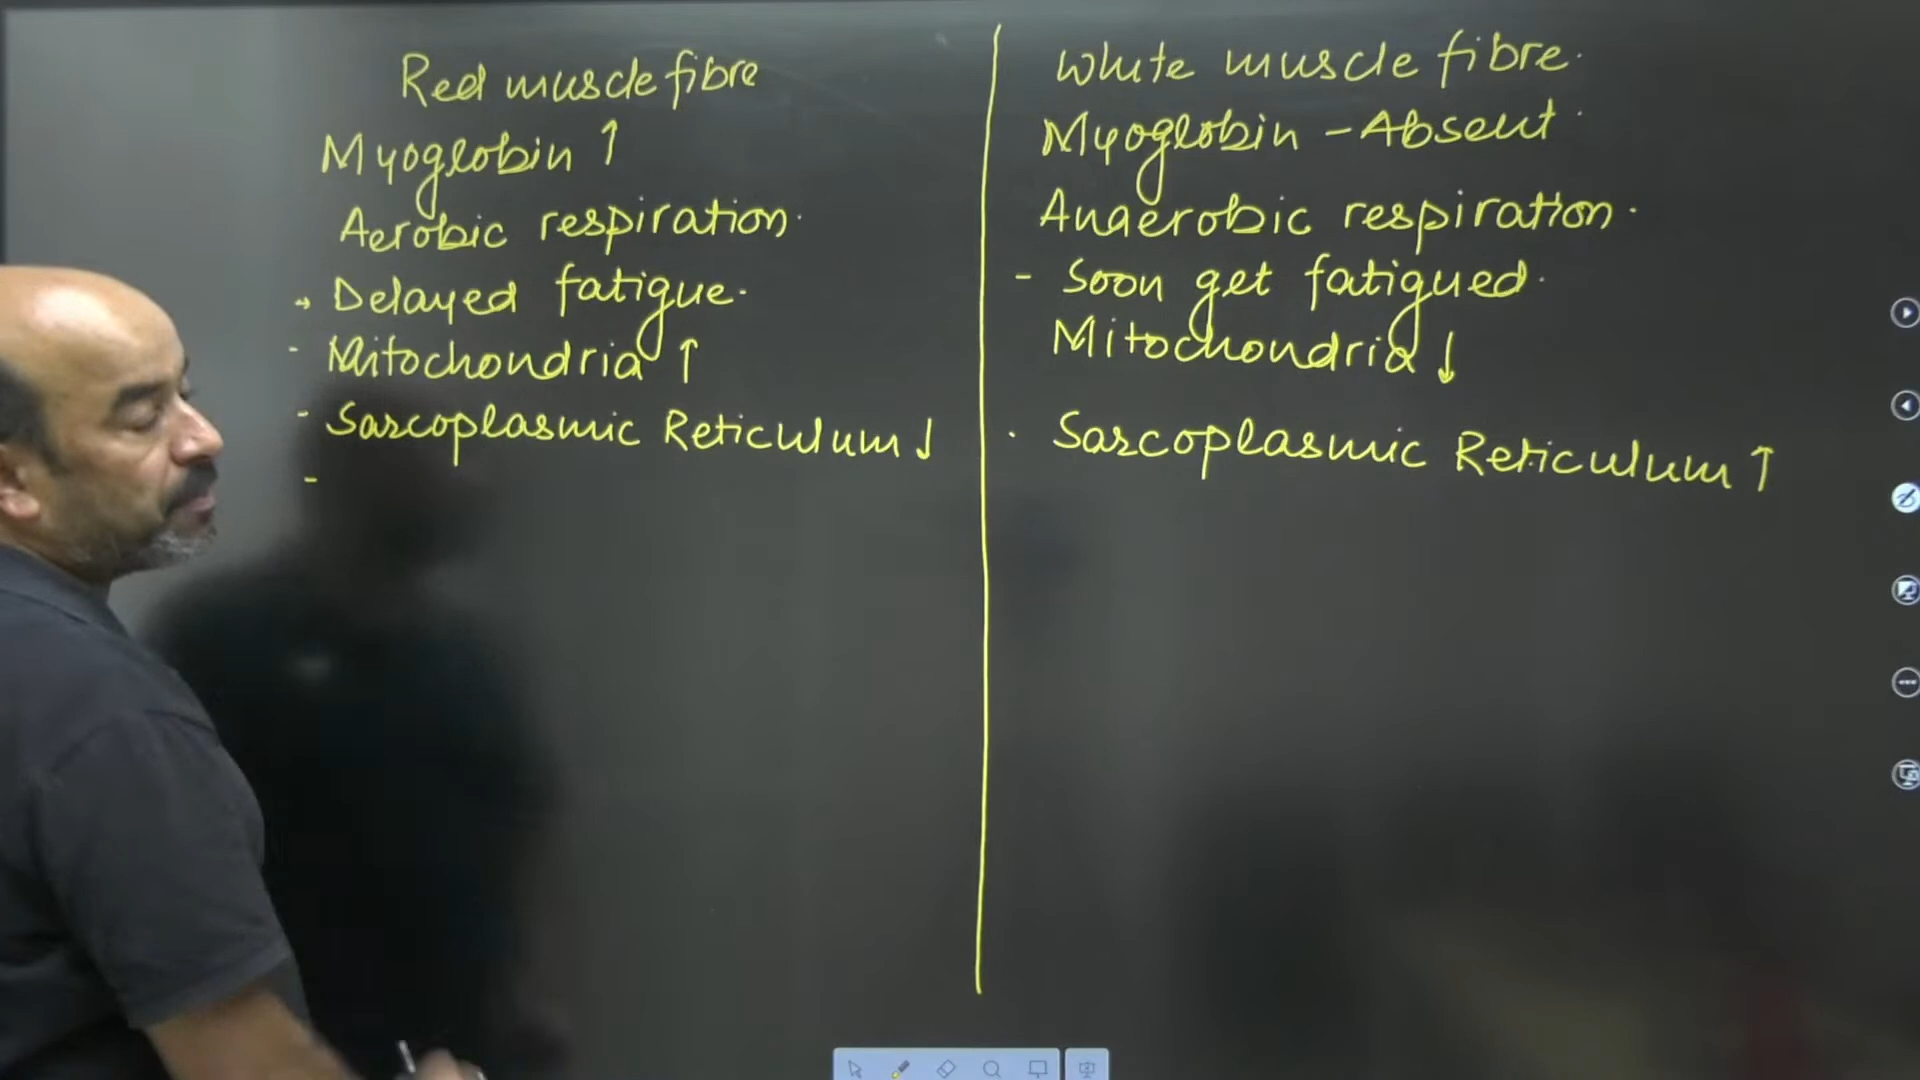 Red muscle fibre
Myoglobin ↑
Aerobic respiration.
→ Delayed fatigue.
- Mitochondria ↑
- Sarcoplasmic Reticulum ↓
-
White muscle fibre.
Myoglobin - Absent
Anaerobic respiration.
- Soon get fatigued.
Mitochondria ↓
. Sarcoplasmic Reticulum ↑